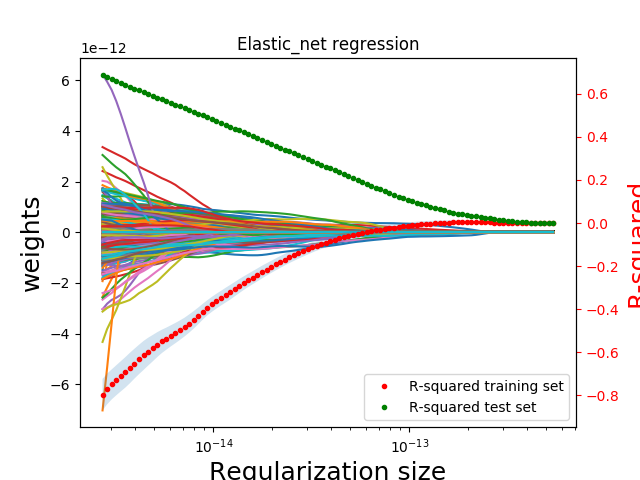 Elastic_net regression
1e−12
6
4
2
0
−2
−4
−6
weights
0.6
0.4
0.2
0.0
−0.2
−0.4
−0.6
−0.8
R-squared
R-squared training set
R-squared test set
10⁻¹⁴
10⁻¹³
Regularization size